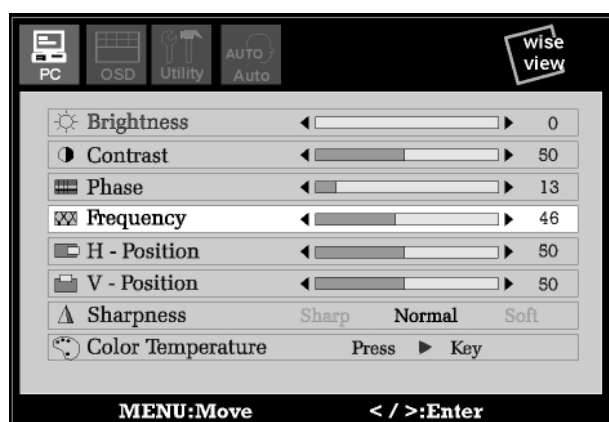 PC OSD Utility AUTO Auto
wise
view
Brightness 0
Contrast 50
Phase 13
Frequency 46
H - Position 50
V - Position 50
Sharpness Sharp Normal Soft
Color Temperature Press ▶ Key
MENU:Move < / >:Enter